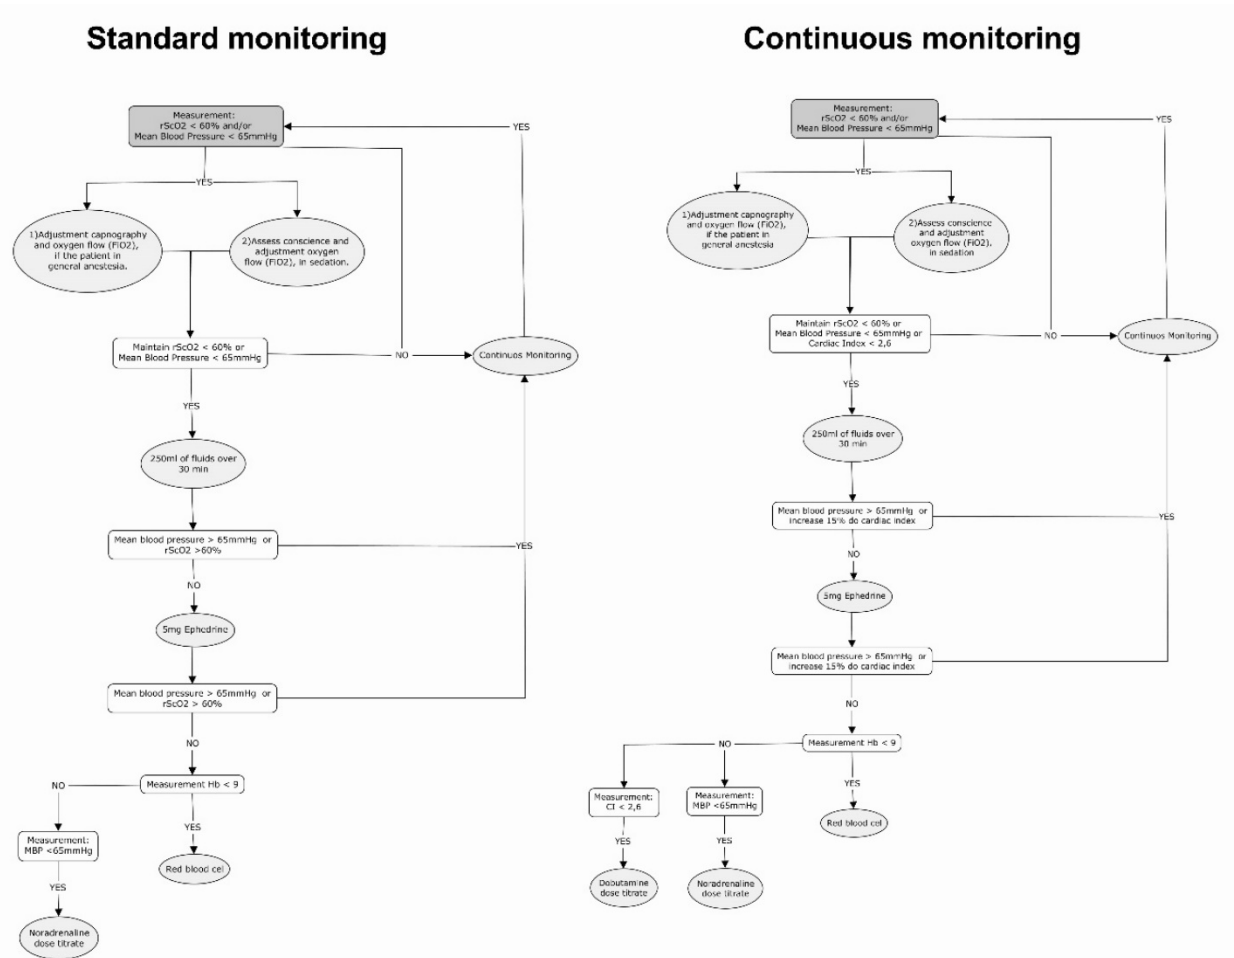 Standard monitoring
Measurement:
rScO2 < 60% and/or
Mean Blood Pressure < 65mmHg
YES
YES
1)Adjustment capnography
and oxygen flow (FiO2),
if the patient in
general anestesia.
2)Assess conscience and
adjustment oxygen
flow (FiO2), in sedation.
Maintain rScO2 < 60% or
Mean Blood Pressure < 65mmHg
NO
Continuos Monitoring
YES
250ml of fluids over
30 min
Mean blood pressure > 65mmHg or
rScO2 >60%
YES
NO
5mg Ephedrine
Mean blood pressure > 65mmHg or
rScO2 > 60%
NO
Measurement Hb < 9
NO
YES
Measurement:
MBP <65mmHg
Red blood cel
YES
Noradrenaline
dose titrate
Continuous monitoring
Measurement:
rScO2 < 60% and/or
Mean Blood Pressure < 65mmHg
YES
YES
1)Adjustment capnography
and oxygen flow (FiO2),
if the patient in
general anestesia
2)Assess conscience
and adjustment
oxygen flow (FiO2).
in sedation
Maintain rScO2 < 60% or
Mean Blood Pressure < 65mmHg or
Cardiac Index < 2,6
NO
Continuos Monitoring
YES
250ml of fluids over
30 min
Mean blood pressure > 65mmHg or
increase 15% do cardiac index
YES
NO
5mg Ephedrine
Mean blood pressure > 65mmHg or
increase 15% do cardiac index
NO
Measurement Hb < 9
NO
YES
Measurement:
CI < 2,6
Measurement:
MBP <65mmHg
Red blood cel
YES
YES
Dobutamine
dose titrate
Noradrenaline
dose titrate